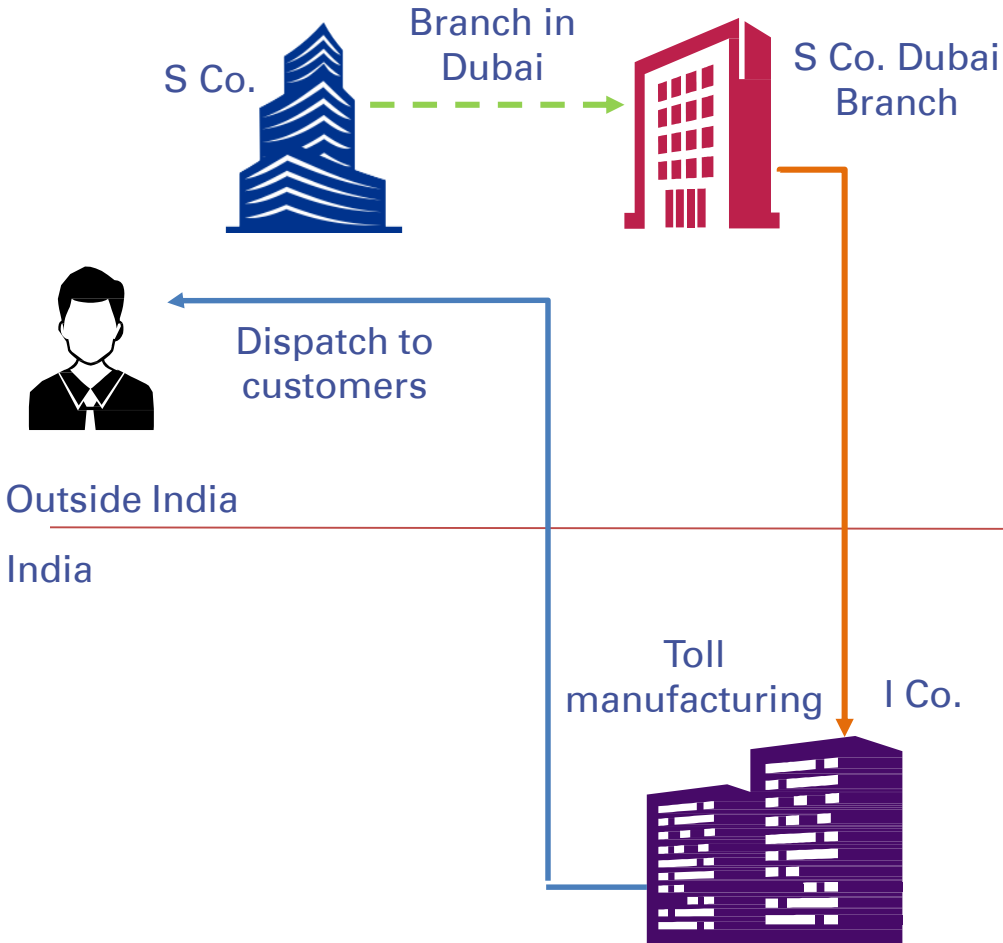 Branch in
Dubai
S Co.
S Co. Dubai
Branch
Dispatch to
customers
Outside India
India
Toll
manufacturing
I Co.